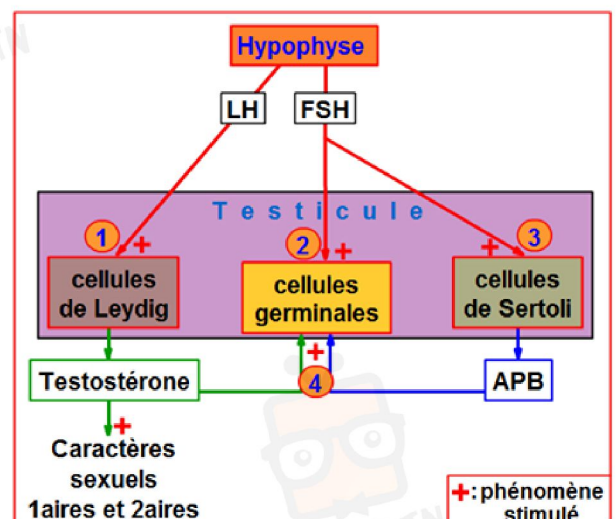 Hypophyse
LH
FSH
Testicule
1
+
2
+
3
+
cellules
de Leydig
cellules
germinales
cellules
de Sertoli
+
4
Testostérone
APB
+
Caractères
sexuels
1aires et 2aires
+: phénomène
stimulé